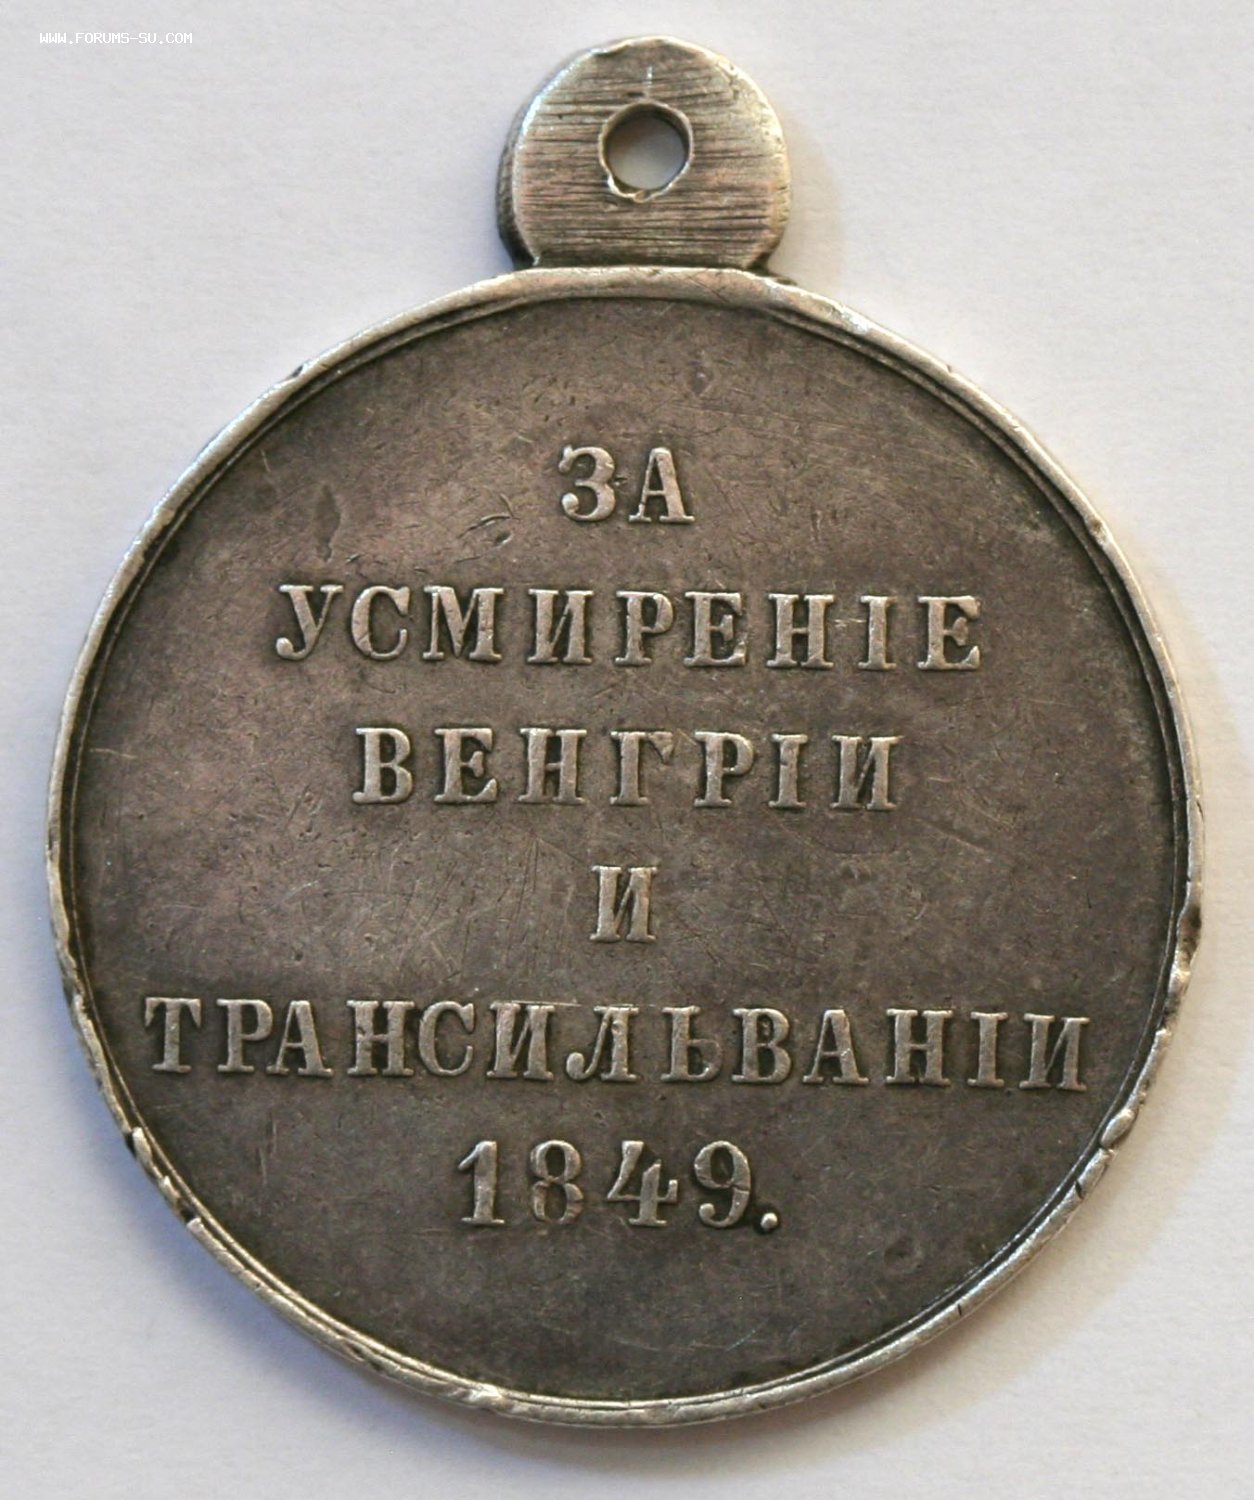 WWW.FORUMS-SU.COM
ЗА
УСМИРЕНІЕ
ВЕНГРІИ
И
ТРАНСИЛЬВАНІИ
1849.